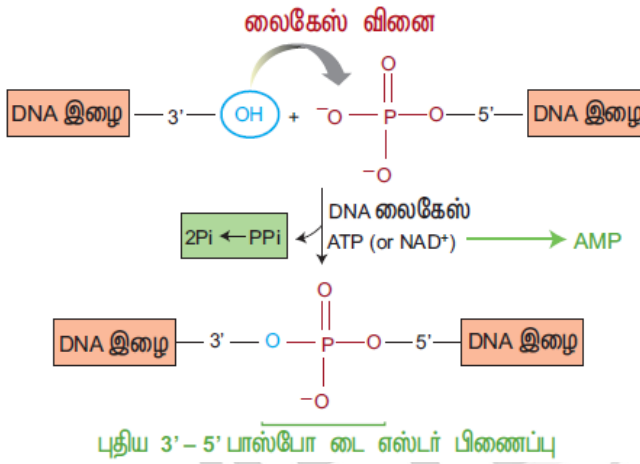 லைகேஸ் வினை
O
DNA இழை 3’ OH + ⁻O P O 5’ DNA இழை
⁻O
DNA லைகேஸ்
2Pi ← PPi ATP (or NAD⁺) → AMP
O
DNA இழை 3’ O P O 5’ DNA இழை
⁻O
புதிய 3’ – 5’ பாஸ்போ டை எஸ்டர் பிணைப்பு